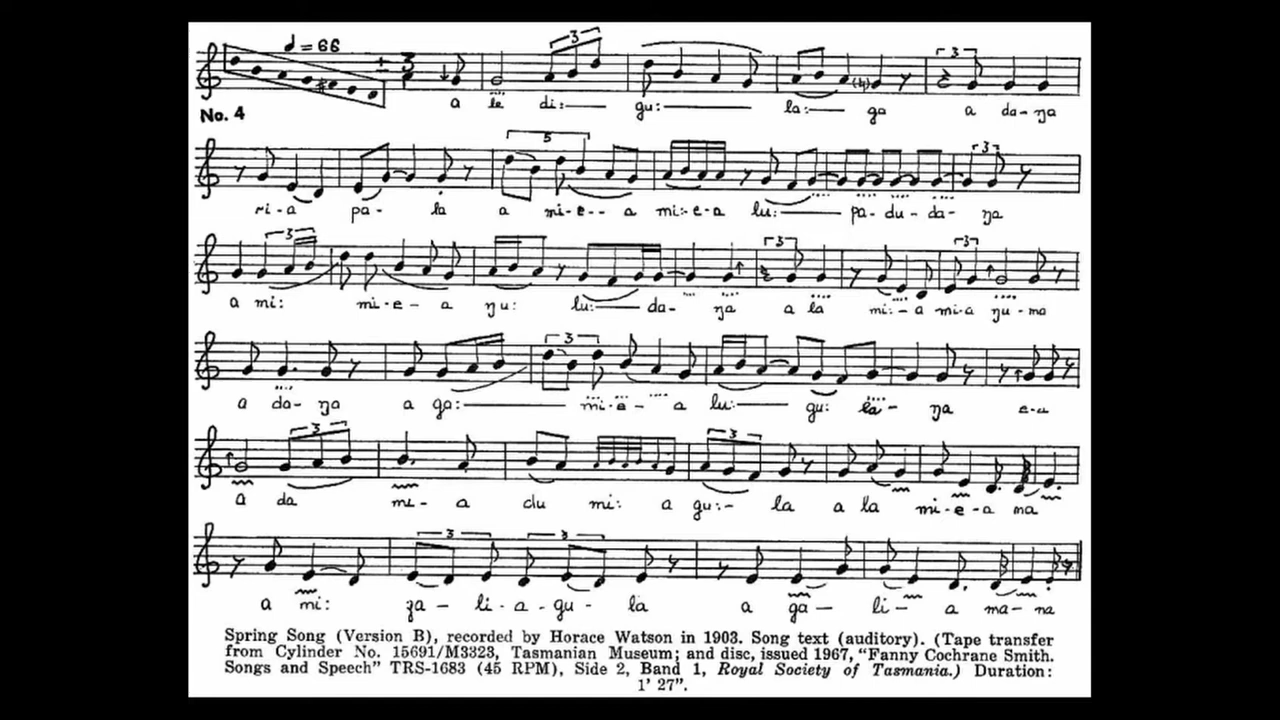 ♩ = 66
No. 4
a le di:— gu:— la:— ga a da-ŋa
ri-a pa- la a mi-e-- a mi:-e-a lu:— pa-du-da- ŋa
a mi: mi-e- a ŋu: lu:— da- ŋa a la mi:-a mi-a ŋu-ma
a da- ŋa a ga:— mi:-e- — a lu:— gu: la- ŋa
a da mi- a du mi: a gu:- la a la mi-e-a ma
a mi: za- li-a-gu- la a ga— li— a ma-na
Spring Song (Version B), recorded by Horace Watson in 1903. Song text (auditory). (Tape transfer
from Cylinder No. 15691/M3323, Tasmanian Museum; and disc, issued 1967, “Fanny Cochrane Smith.
Songs and Speech” TRS-1683 (45 RPM), Side 2, Band 1, Royal Society of Tasmania.) Duration:
1' 27”.